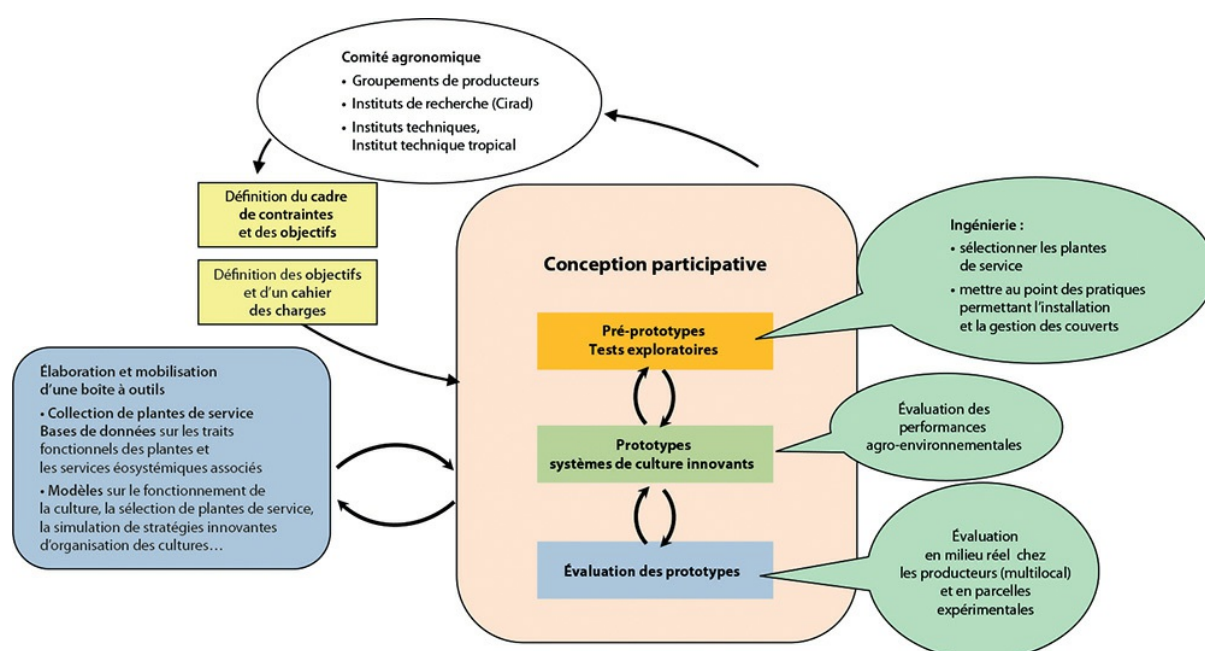 Comité agronomique
• Groupements de producteurs
• Instituts de recherche (Cirad)
• Instituts techniques,
Institut technique tropical
Définition du cadre
de contraintes
et des objectifs
Définition des objectifs
et d'un cahier
des charges
Élaboration et mobilisation
d'une boîte à outils
• Collection de plantes de service
Bases de données sur les traits
fonctionnels des plantes et
les services éosystémiques associés
• Modèles sur le fonctionnement de
la culture, la sélection de plantes de service,
la simulation de stratégies innovantes
d'organisation des cultures…
Conception participative
Pré-prototypes
Tests exploratoires
Prototypes
systèmes de culture innovants
Évaluation des prototypes
Ingénierie :
• sélectionner les plantes
de service
• mettre au point des pratiques
permettant l'installation
et la gestion des couverts
Évaluation des
performances
agro-environnementales
Évaluation
en milieu réel chez
les producteurs (multilocal)
et en parcelles
expérimentales